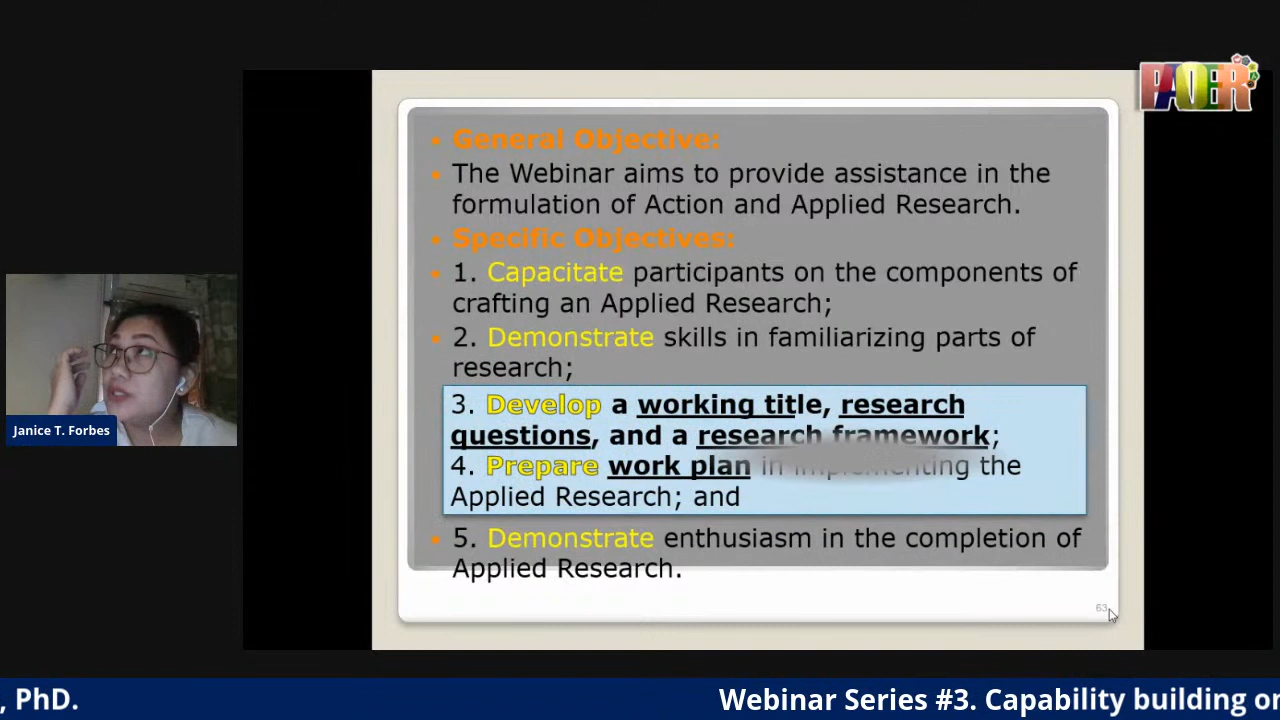 PAOER
General Objective:
The Webinar aims to provide assistance in the
formulation of Action and Applied Research.
Specific Objectives:
1. Capacitate participants on the components of
crafting an Applied Research;
2. Demonstrate skills in familiarizing parts of
research;
3. Develop a working title, research
questions, and a research framework;
4. Prepare work plan in implementing the
Applied Research; and
5. Demonstrate enthusiasm in the completion of
Applied Research.
63
Janice T. Forbes
, PhD.
Webinar Series #3. Capability building on